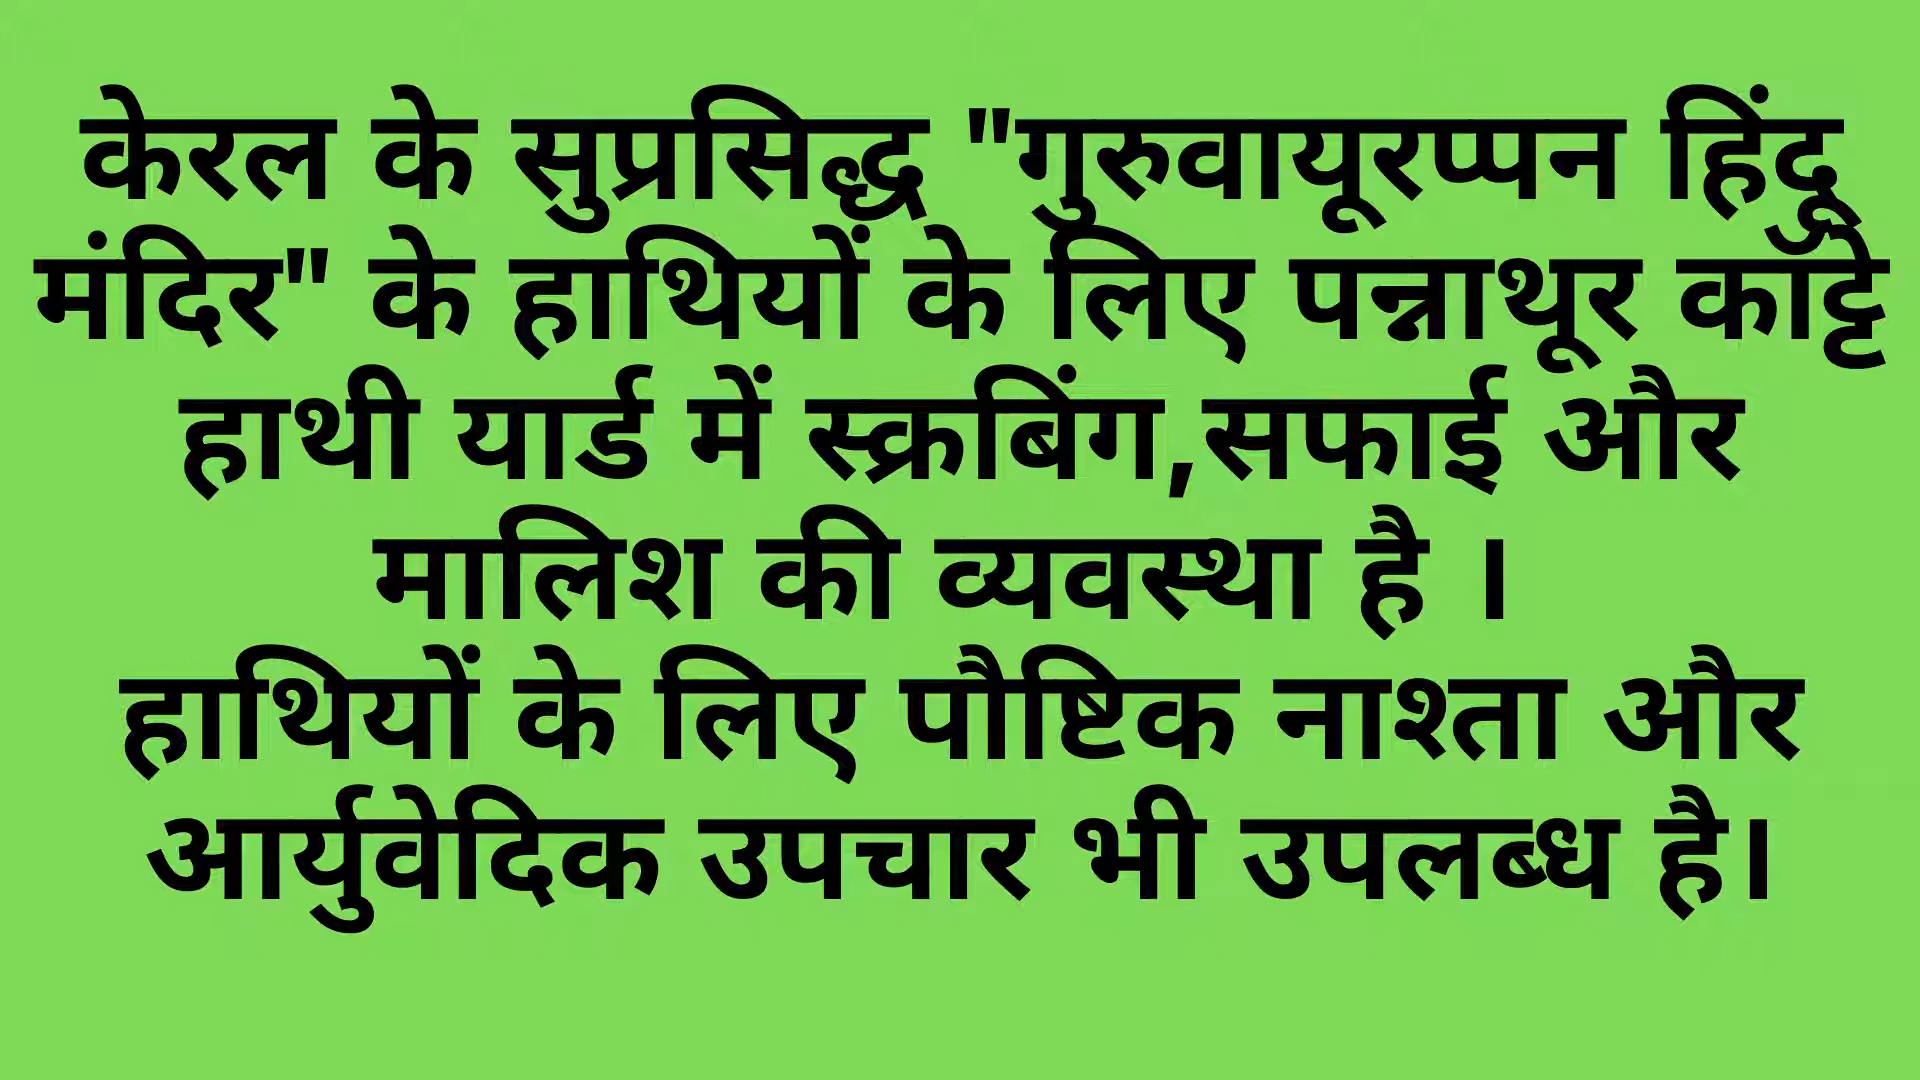 केरल के सुप्रसिद्ध "गुरुवायूरप्पन हिंदू
मंदिर" के हाथियों के लिए पन्नाथूर काट्टे
हाथी यार्ड में स्क्रबिंग,सफाई और
मालिश की व्यवस्था है ।
हाथियों के लिए पौष्टिक नाश्ता और
आर्युवेदिक उपचार भी उपलब्ध है।